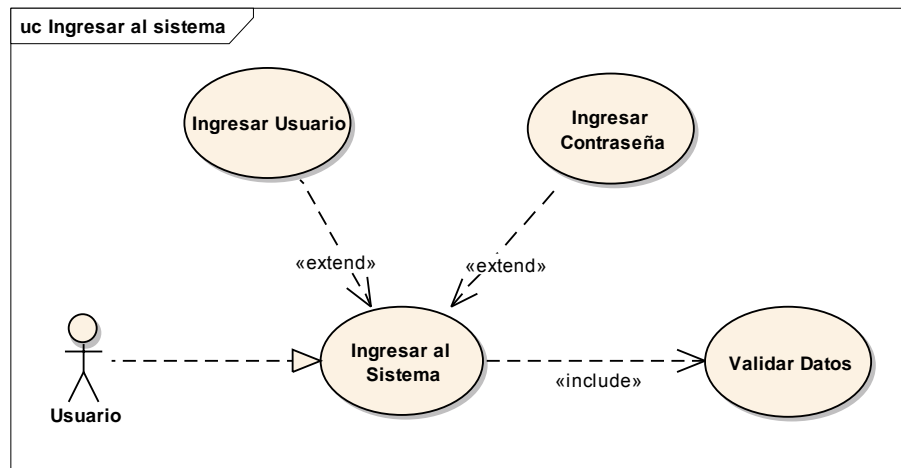 uc Ingresar al sistema
Ingresar Usuario
Ingresar
Contraseña
«extend»
«extend»
Ingresar al
Sistema
«include»
Validar Datos
Usuario